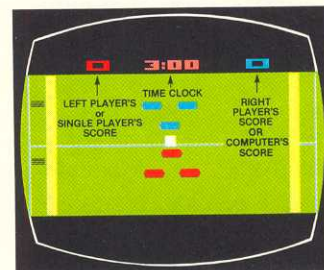 0 3:00 0
TIME CLOCK
LEFT PLAYER'S
or
SINGLE PLAYER'S
SCORE
RIGHT
PLAYER'S
SCORE
OR
COMPUTER'S
SCORE